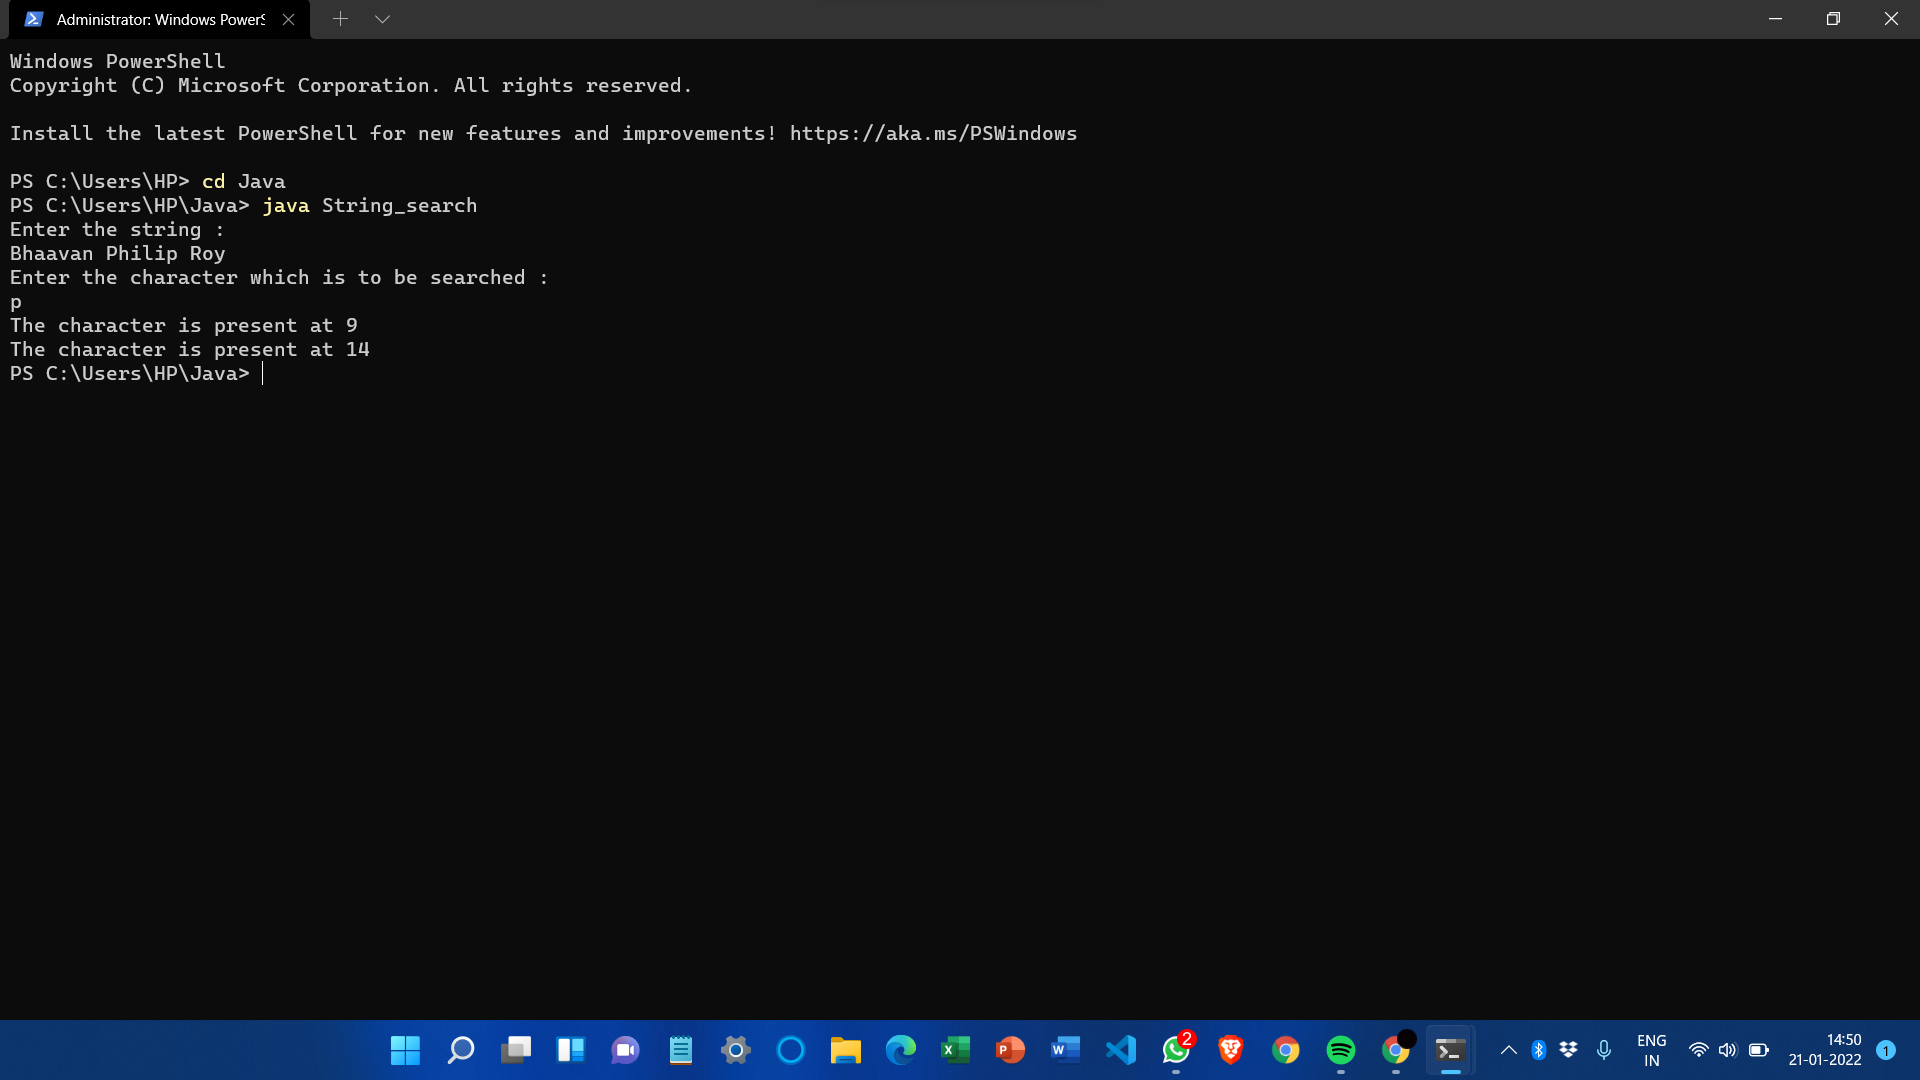 Administrator: Windows PowerS
Windows PowerShell
Copyright (C) Microsoft Corporation. All rights reserved.
Install the latest PowerShell for new features and improvements! https://aka.ms/PSWindows
PS C:\Users\HP> cd Java
PS C:\Users\HP\Java> java String_search
Enter the string :
Bhaavan Philip Roy
Enter the character which is to be searched :
p
The character is present at 9
The character is present at 14
PS C:\Users\HP\Java>
2
ENG
IN
14:50
21-01-2022
1